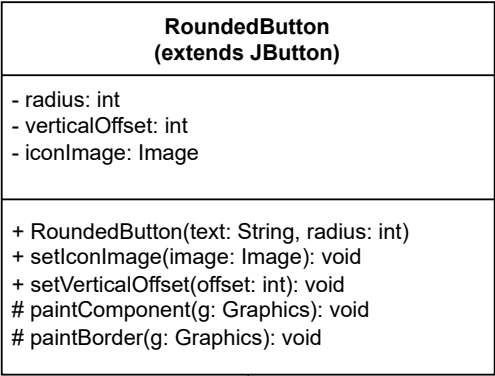 RoundedButton
(extends JButton)
- radius: int
- verticalOffset: int
- iconImage: Image
+ RoundedButton(text: String, radius: int)
+ setIconImage(image: Image): void
+ setVerticalOffset(offset: int): void
# paintComponent(g: Graphics): void
# paintBorder(g: Graphics): void